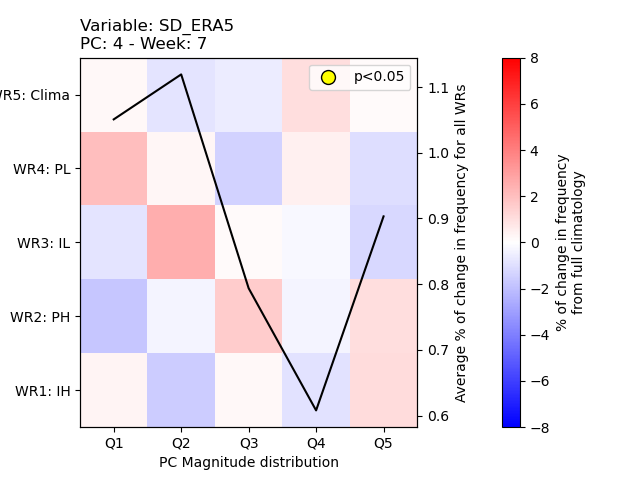 Variable: SD_ERA5
PC: 4 - Week: 7
WR5: Clima
WR4: PL
WR3: IL
WR2: PH
WR1: IH
Q1 Q2 Q3 Q4 Q5
PC Magnitude distribution
p<0.05
1.1
1.0
0.9
0.8
0.7
0.6
Average % of change in frequency for all WRs
8
6
4
2
0
−2
−4
−6
−8
% of change in frequency
from full climatology